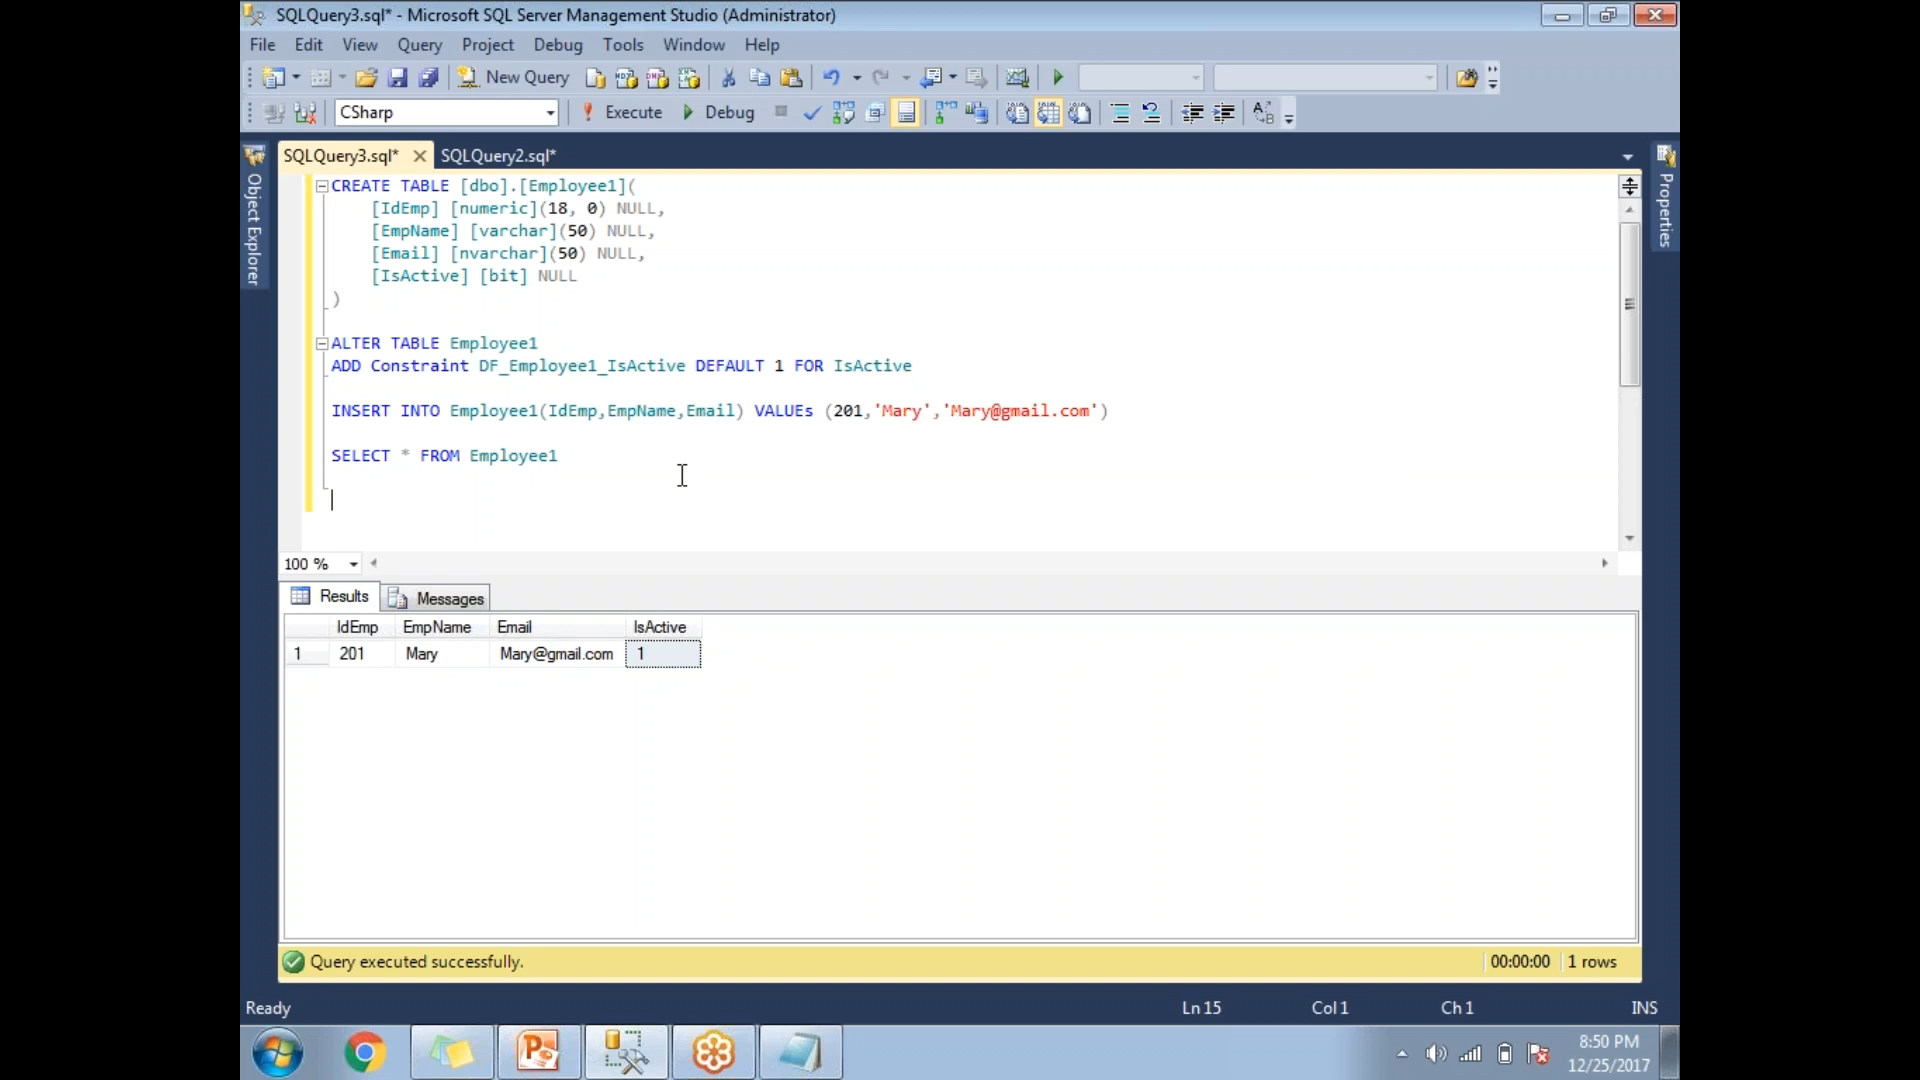 SQLQuery3.sql* - Microsoft SQL Server Management Studio (Administrator)
File Edit View Query Project Debug Tools Window Help
New Query
CSharp Execute Debug
SQLQuery3.sql* SQLQuery2.sql*
Object Explorer
Properties
CREATE TABLE [dbo].[Employee1](
[IdEmp] [numeric](18, 0) NULL,
[EmpName] [varchar](50) NULL,
[Email] [nvarchar](50) NULL,
[IsActive] [bit] NULL
)
ALTER TABLE Employee1
ADD Constraint DF_Employee1_IsActive DEFAULT 1 FOR IsActive
INSERT INTO Employee1(IdEmp,EmpName,Email) VALUEs (201,'Mary','Mary@gmail.com')
SELECT * FROM Employee1
100 %
Results Messages
IdEmp EmpName Email IsActive
1 201 Mary Mary@gmail.com 1
Query executed successfully. 00:00:00 1 rows
Ready Ln 15 Col 1 Ch 1 INS
8:50 PM
12/25/2017